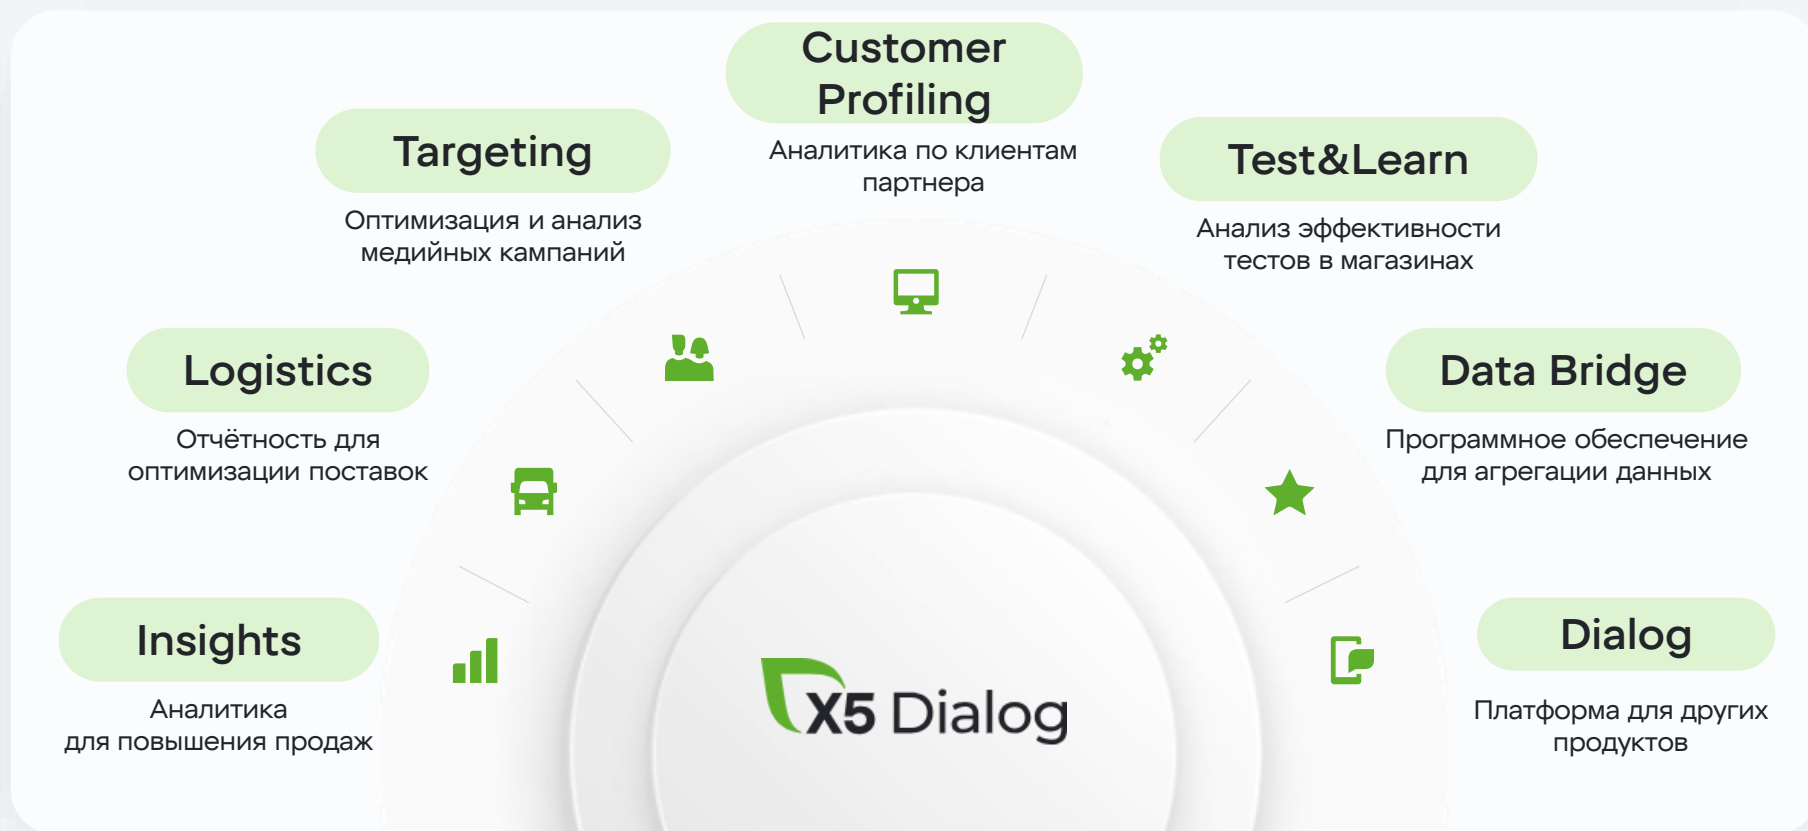 Customer
Profiling
Аналитика по клиентам
партнера
Targeting
Оптимизация и анализ
медийных кампаний
Test&Learn
Анализ эффективности
тестов в магазинах
Logistics
Отчётность для
оптимизации поставок
Data Bridge
Программное обеспечение
для агрегации данных
Insights
Аналитика
для повышения продаж
Dialog
Платформа для других
продуктов
X5 Dialog